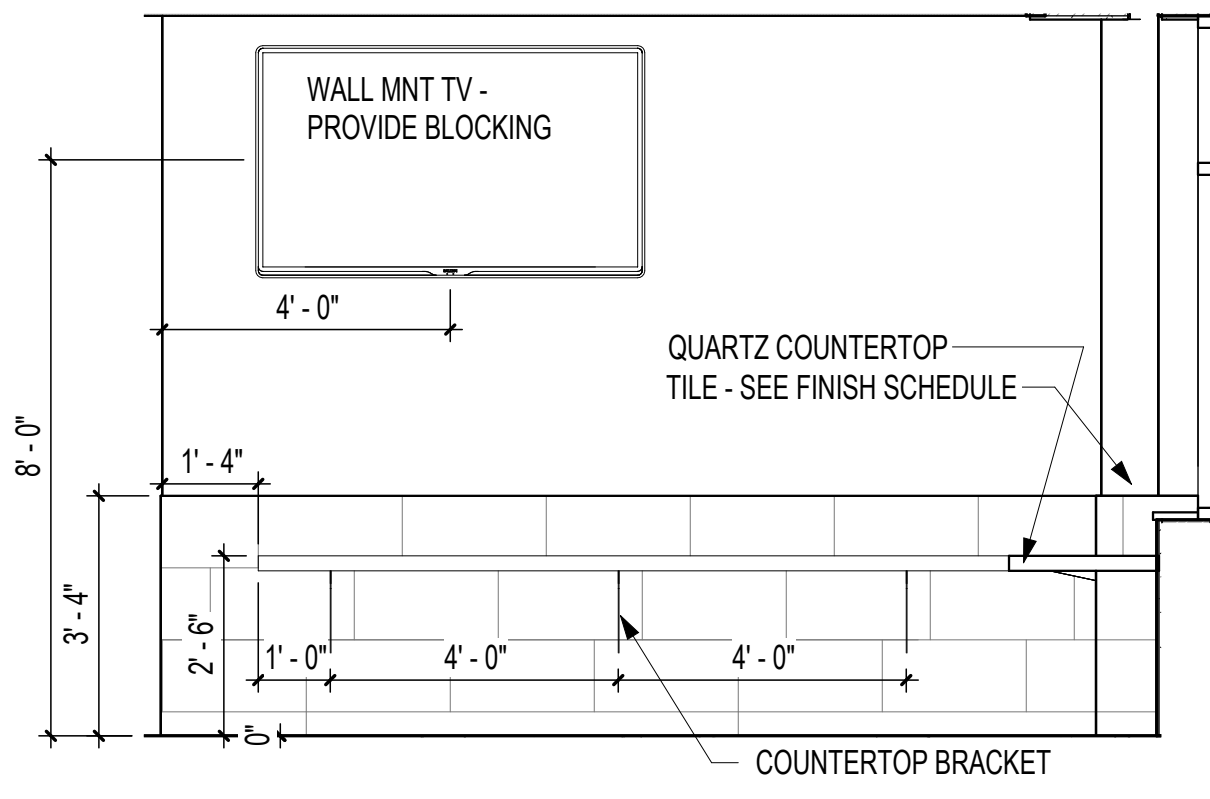 WALL MNT TV -
PROVIDE BLOCKING
4' - 0"
QUARTZ COUNTERTOP
TILE - SEE FINISH SCHEDULE
8' - 0"
1' - 4"
3' - 4"
2' - 6"
1' - 0"
4' - 0"
4' - 0"
0"
COUNTERTOP BRACKET